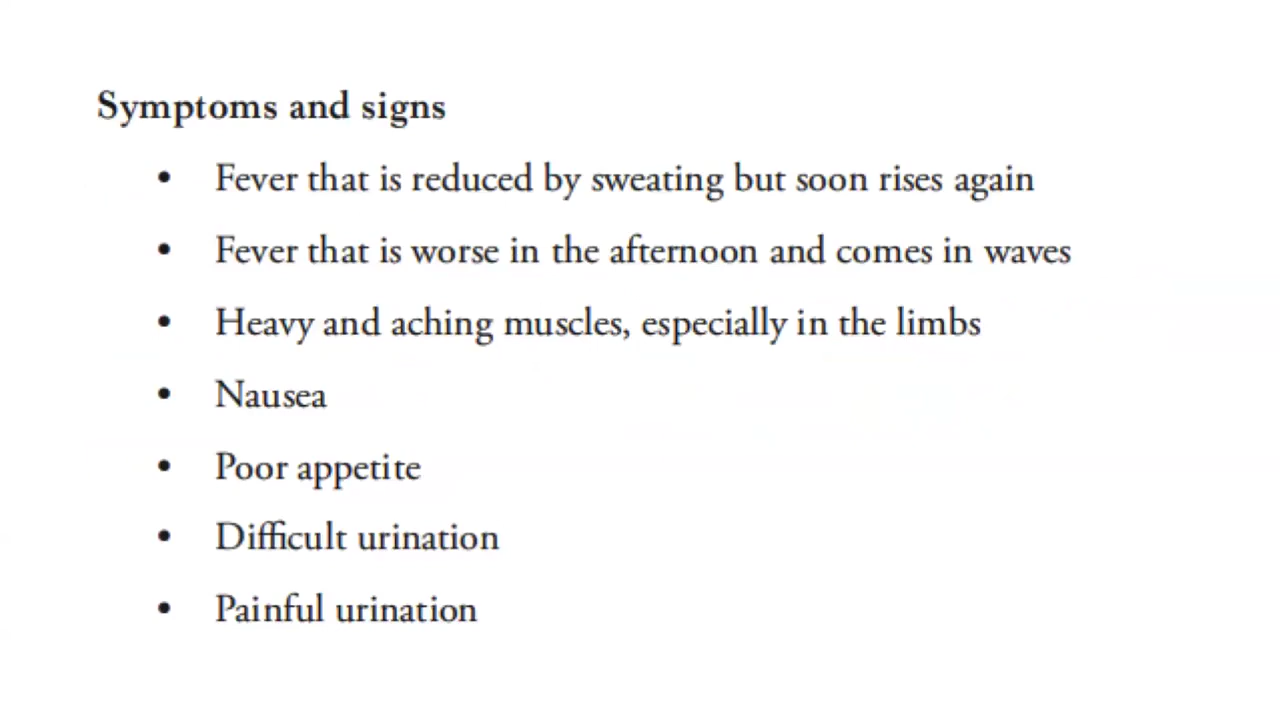 Symptoms and signs
• Fever that is reduced by sweating but soon rises again
• Fever that is worse in the afternoon and comes in waves
• Heavy and aching muscles, especially in the limbs
• Nausea
• Poor appetite
• Difficult urination
• Painful urination